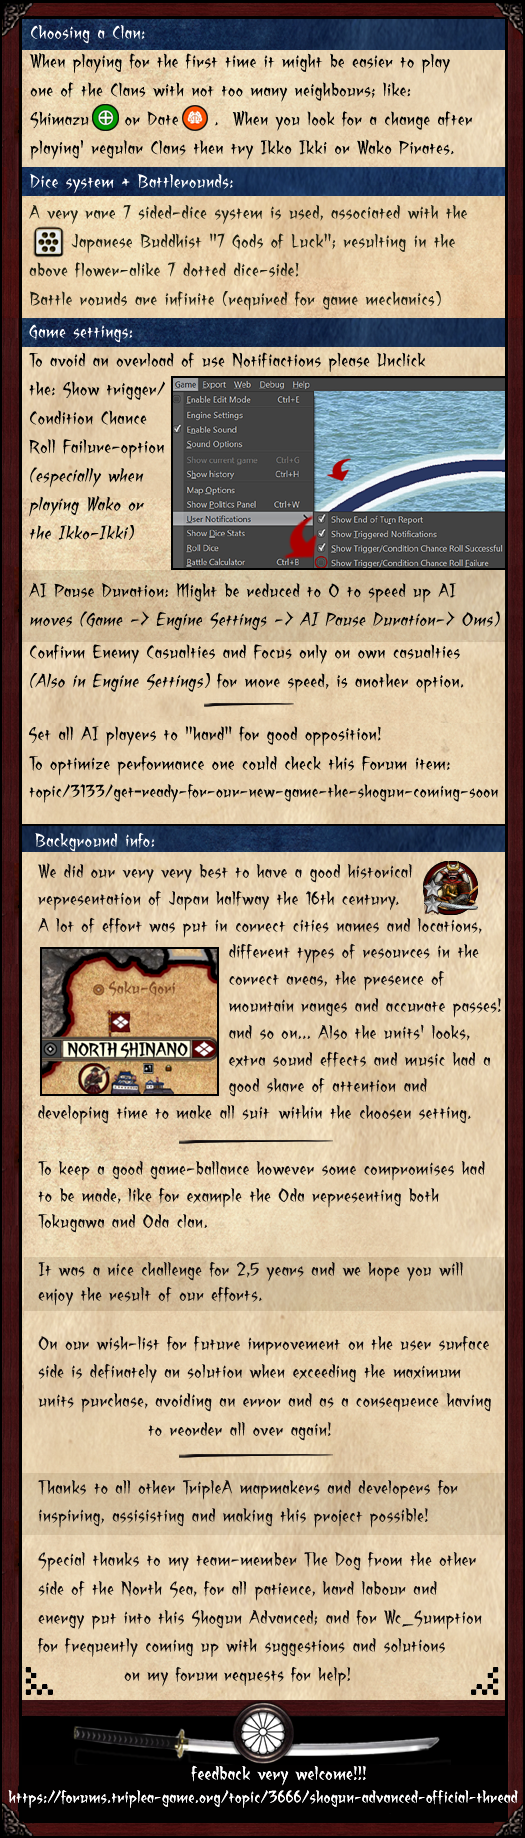 Choosing a Clan:
When playing for the first time it might be easier to play
one of the Clans with not too many neighbours; like:
Shimazu or Date . When you look for a change after
playing' regular Clans then try Ikko Ikki or Wako Pirates.
Dice system + Battlerounds:
A very rare 7 sided-dice system is used, associated with the
Japanese Buddhist "7 Gods of Luck"; resulting in the
above flower-alike 7 dotted dice-side!
Battle rounds are infinite (required for game mechanics)
Game settings:
To avoid an overload of use Notifiactions please Unclick
the: Show trigger/
Condition Chance
Roll Failure-option
(especially when
playing Wako or
the Ikko-Ikki)
Game Export Web Debug Help
Enable Edit Mode Ctrl+E
Engine Settings
Enable Sound
Sound Options
Show current game Ctrl+G
Show history Ctrl+H
Map Options
Show Politics Panel Ctrl+W
User Notifications
Show Dice Stats
Roll Dice
Battle Calculator Ctrl+B
Show End of Turn Report
Show Triggered Notifications
Show Trigger/Condition Chance Roll Successful
Show Trigger/Condition Chance Roll Failure
AI Pause Duration: Might be reduced to 0 to speed up AI
moves (Game -> Engine Settings -> AI Pause Duration-> 0ms)
Confirm Enemy Casualties and Focus only on own casualties
(Also in Engine Settings) for more speed, is another option.
Set all AI players to "hard" for good opposition!
To optimize performance one could check this Forum item:
topic/3133/get-ready-for-our-new-game-the-shogun-coming-soon
Background info:
We did our very very best to have a good historical
representation of Japan halfway the 16th century.
A lot of effort was put in correct cities names and locations,
different types of resources in the
correct areas, the presence of
mountain ranges and accurate passes!
and so on... Also the units' looks,
extra sound effects and music had a
good share of attention and
developing time to make all suit within the choosen setting.
Saku-Gori
NORTH SHINANO
To keep a good game-ballance however some compromises had
to be made, like for example the Oda representing both
Tokugawa and Oda clan.
It was a nice challenge for 2,5 years and we hope you will
enjoy the result of our efforts.
On our wish-list for future improvement on the user surface
side is definately an solution when exceeding the maximum
units purchase, avoiding an error and as a consequence having
to reorder all over again!
Thanks to all other TripleA mapmakers and developers for
inspiring, assisisting and making this project possible!
Special thanks to my team-member The Dog from the other
side of the North Sea, for all patience, hard labour and
energy put into this Shogun Advanced; and for Wc_Sumption
for frequently coming up with suggestions and solutions
on my forum requests for help!
feedback very welcome!!!
https://forums.triplea-game.org/topic/3666/shogun-advanced-official-thread